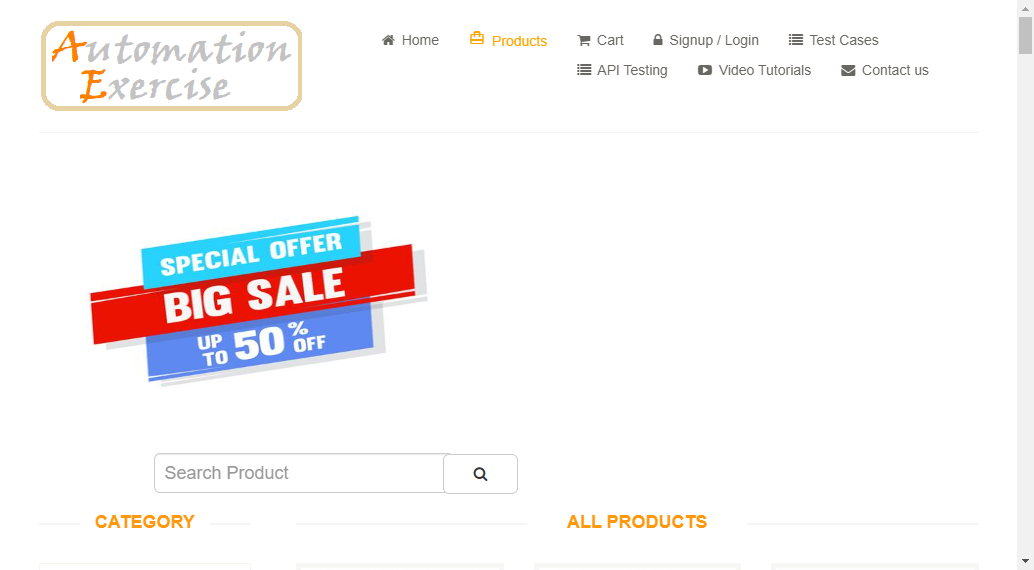 Automation
Exercise
Home
Products
Cart
Signup / Login
Test Cases
API Testing
Video Tutorials
Contact us
SPECIAL OFFER
BIG SALE
UP TO 50% OFF
Search Product
CATEGORY
ALL PRODUCTS